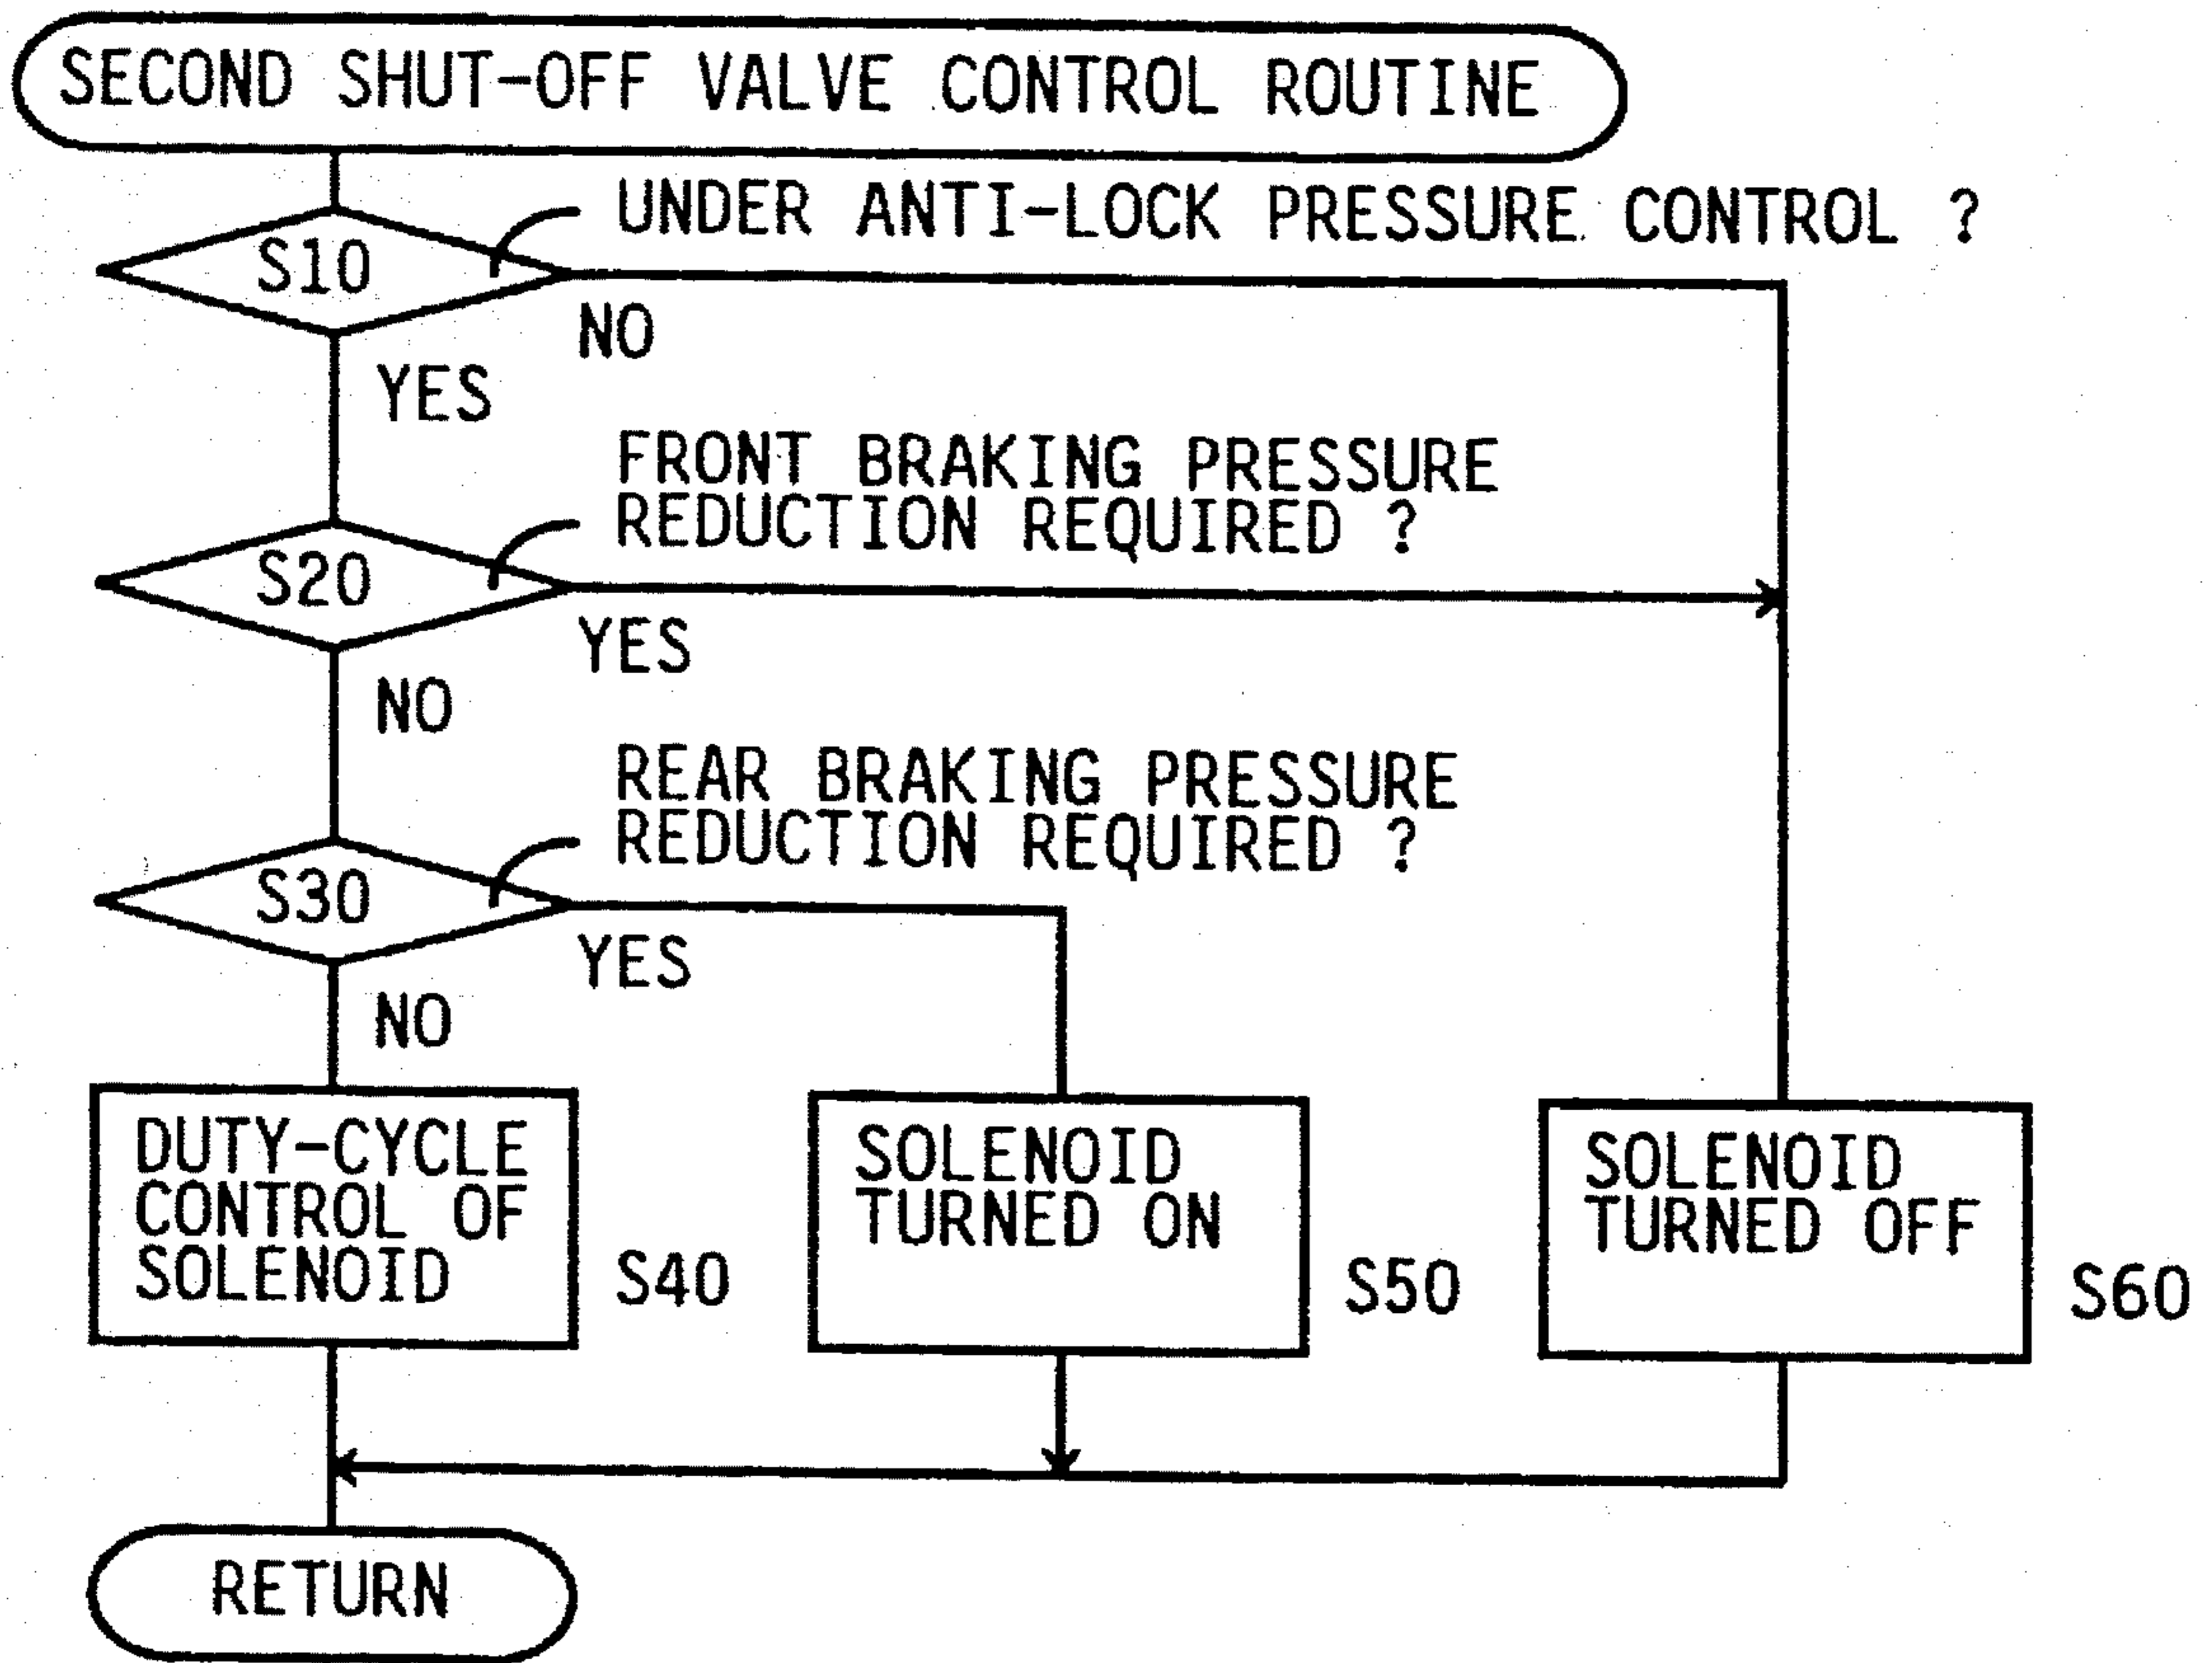 SECOND SHUT-OFF VALVE CONTROL ROUTINE
UNDER ANTI-LOCK PRESSURE CONTROL ?
S10
NO
YES
FRONT BRAKING PRESSURE
REDUCTION REQUIRED ?
S20
YES
NO
REAR BRAKING PRESSURE
REDUCTION REQUIRED ?
S30
YES
NO
DUTY-CYCLE
CONTROL OF
SOLENOID
S40
SOLENOID
TURNED ON
S50
SOLENOID
TURNED OFF
S60
RETURN